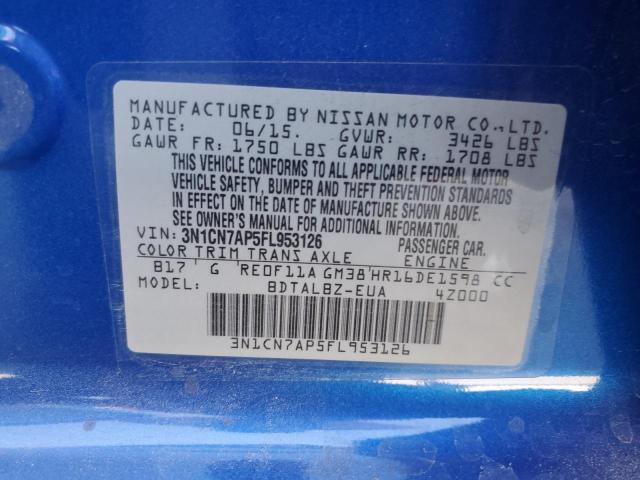 MANUFACTURED BY NISSAN MOTOR CO.,LTD.
DATE: 06/15. GVWR: 3426 LBS
GAWR FR: 1750 LBS GAWR RR: 1708 LBS
THIS VEHICLE CONFORMS TO ALL APPLICABLE FEDERAL MOTOR
VEHICLE SAFETY, BUMPER AND THEFT PREVENTION STANDARDS
IN EFFECT ON THE DATE OF MANUFACTURE SHOWN ABOVE.
SEE OWNER'S MANUAL FOR ADDITIONAL INFORMATION.
VIN: 3N1CN7AP5FL953126 PASSENGER CAR.
COLOR TRIM TRANS AXLE ENGINE
B17 G RE0F11A GM38 HR16DE1598 CC
MODEL: BDTALBZ-EUA 4Z000
3N1CN7AP5FL953126